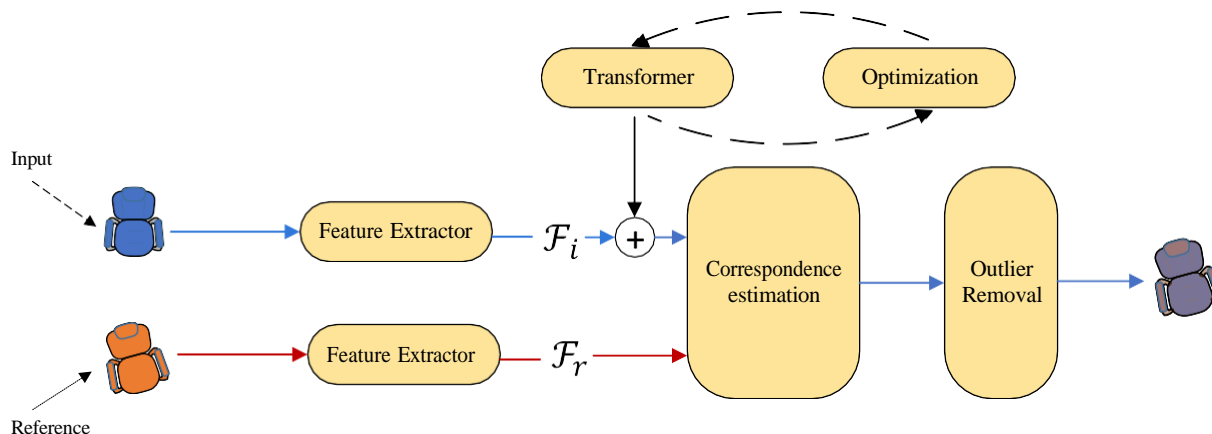 Transformer
Optimization
Input
Feature Extractor
ℱᵢ
+
Correspondence
estimation
Outlier
Removal
Feature Extractor
ℱᵣ
Reference